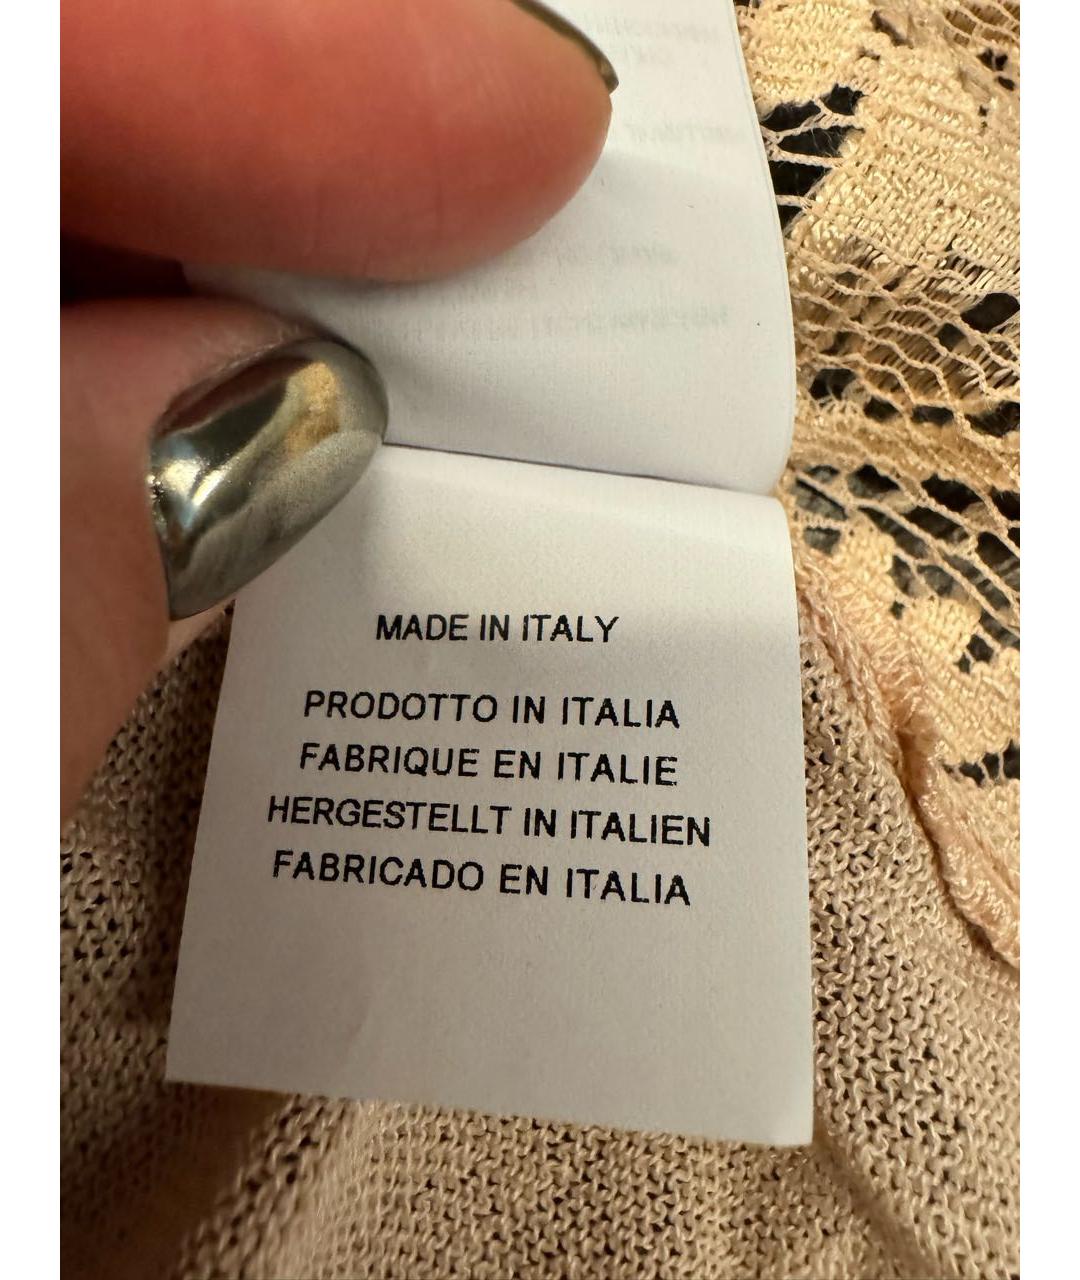 MADE IN ITALY
PRODOTTO IN ITALIA
FABRIQUE EN ITALIE
HERGESTELLT IN ITALIEN
FABRICADO EN ITALIA